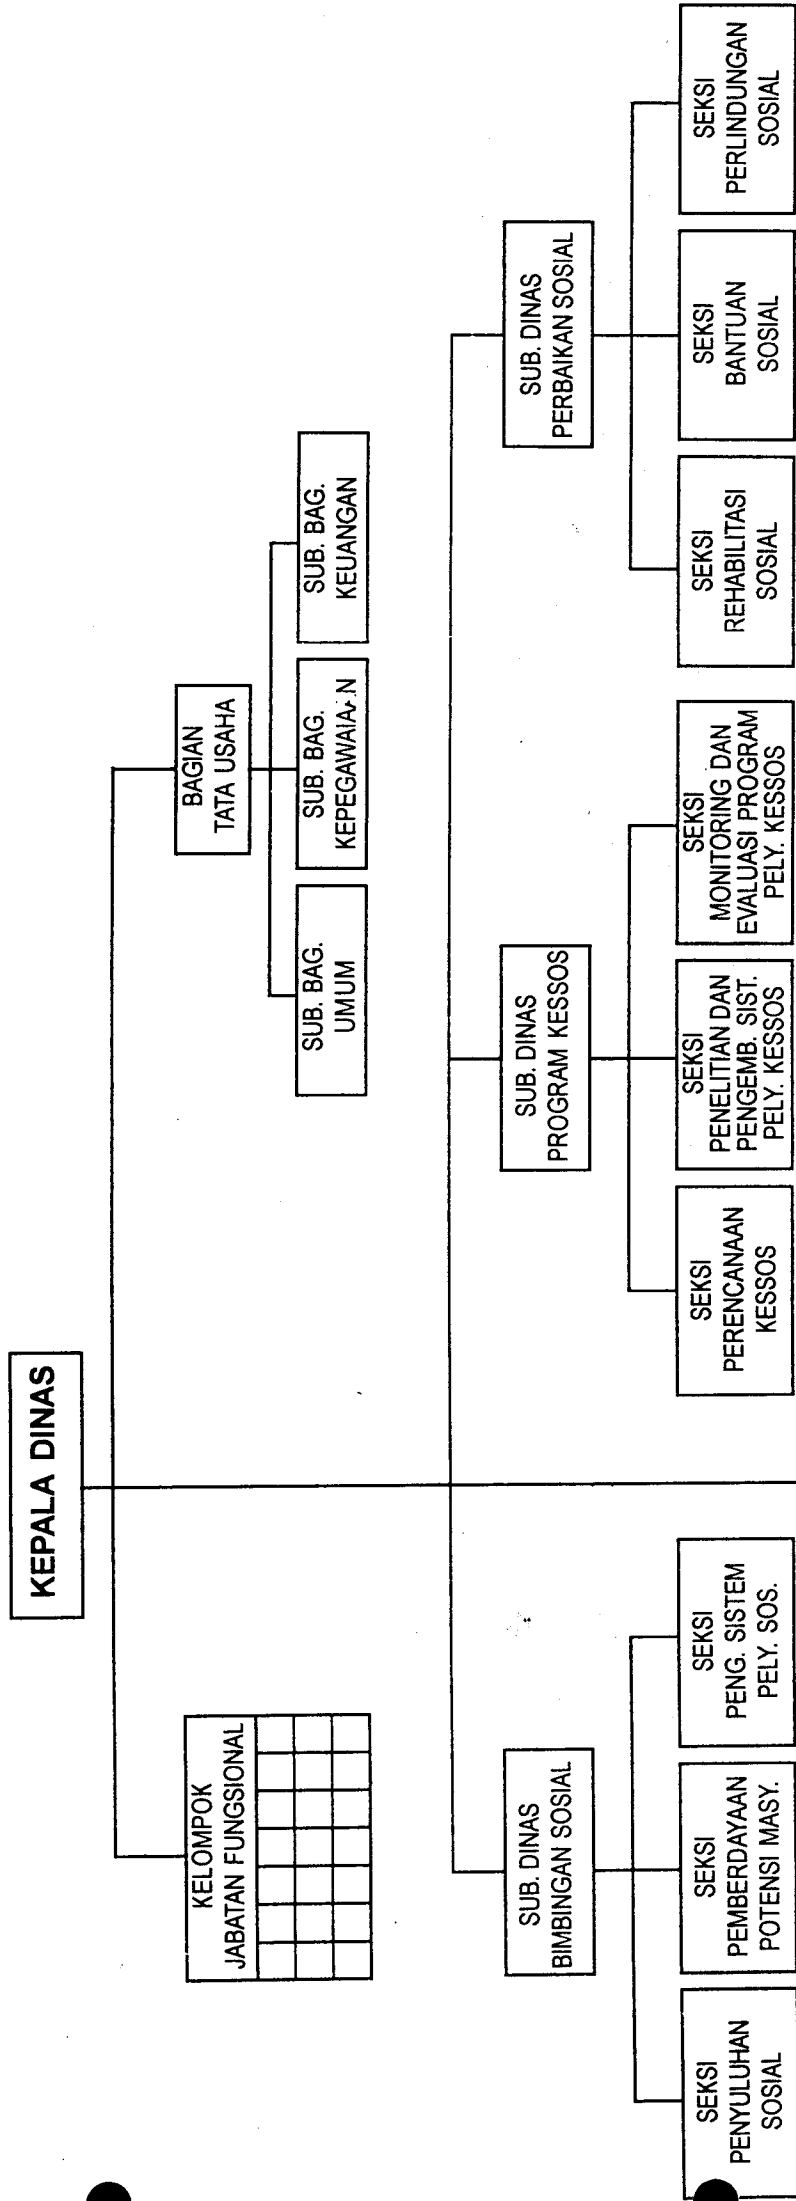 KEPALA DINAS
KELOMPOK
JABATAN FUNGSIONAL
BAGIAN
TATA USAHA
SUB. BAG.
UMUM
SUB. BAG.
KEPEGAWAIAN
SUB. BAG.
KEUANGAN
SUB. DINAS
BIMBINGAN SOSIAL
SUB. DINAS
PROGRAM KESSOS
SUB. DINAS
PERBAIKAN SOSIAL
SEKSI
PENYULUHAN
SOSIAL
SEKSI
PEMBERDAYAAN
POTENSI MASY.
SEKSI
PENG. SISTEM
PELY. SOS.
SEKSI
PERENCANAAN
KESSOS
SEKSI
PENELITIAN DAN
PENGEMB. SIST.
PELY. KESSOS
SEKSI
MONITORING DAN
EVALUASI PROGRAM
PELY. KESSOS
SEKSI
REHABILITASI
SOSIAL
SEKSI
BANTUAN
SOSIAL
SEKSI
PERLINDUNGAN
SOSIAL